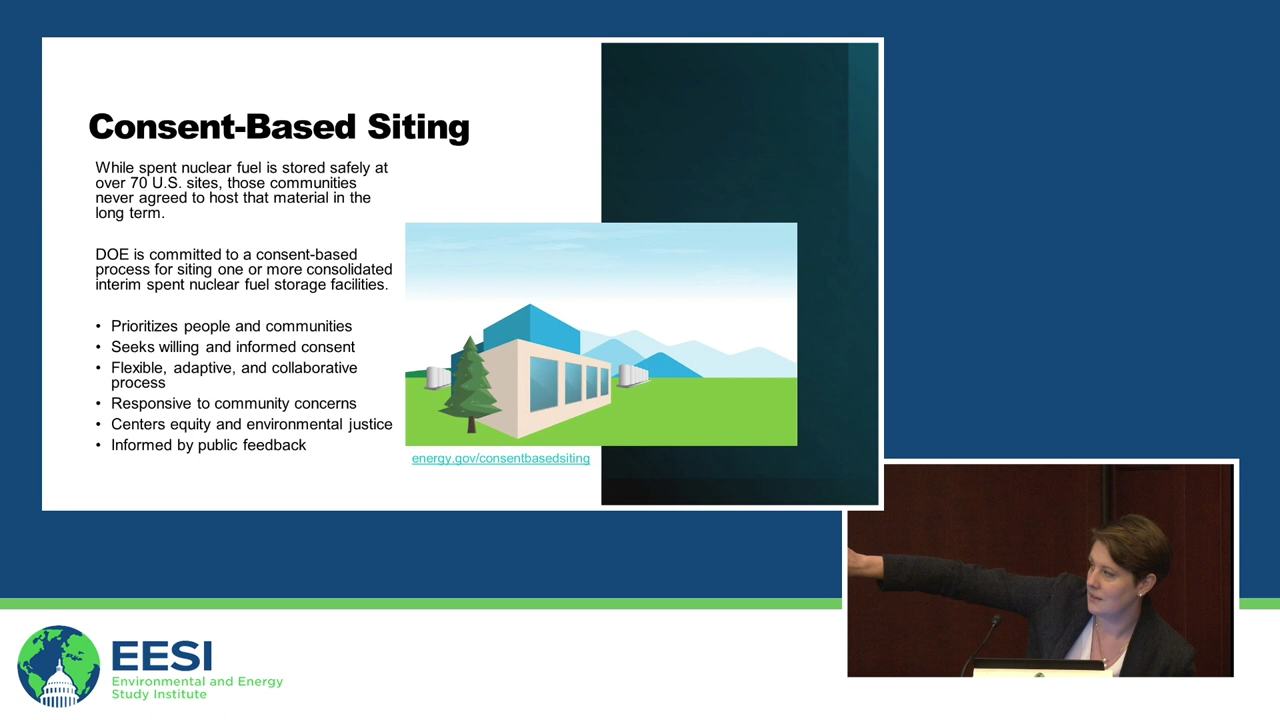 Consent-Based Siting
While spent nuclear fuel is stored safely at
over 70 U.S. sites, those communities
never agreed to host that material in the
long term.
DOE is committed to a consent-based
process for siting one or more consolidated
interim spent nuclear fuel storage facilities.
• Prioritizes people and communities
• Seeks willing and informed consent
• Flexible, adaptive, and collaborative
process
• Responsive to community concerns
• Centers equity and environmental justice
• Informed by public feedback
energy.gov/consentbasedsiting
EESI
Environmental and Energy
Study Institute